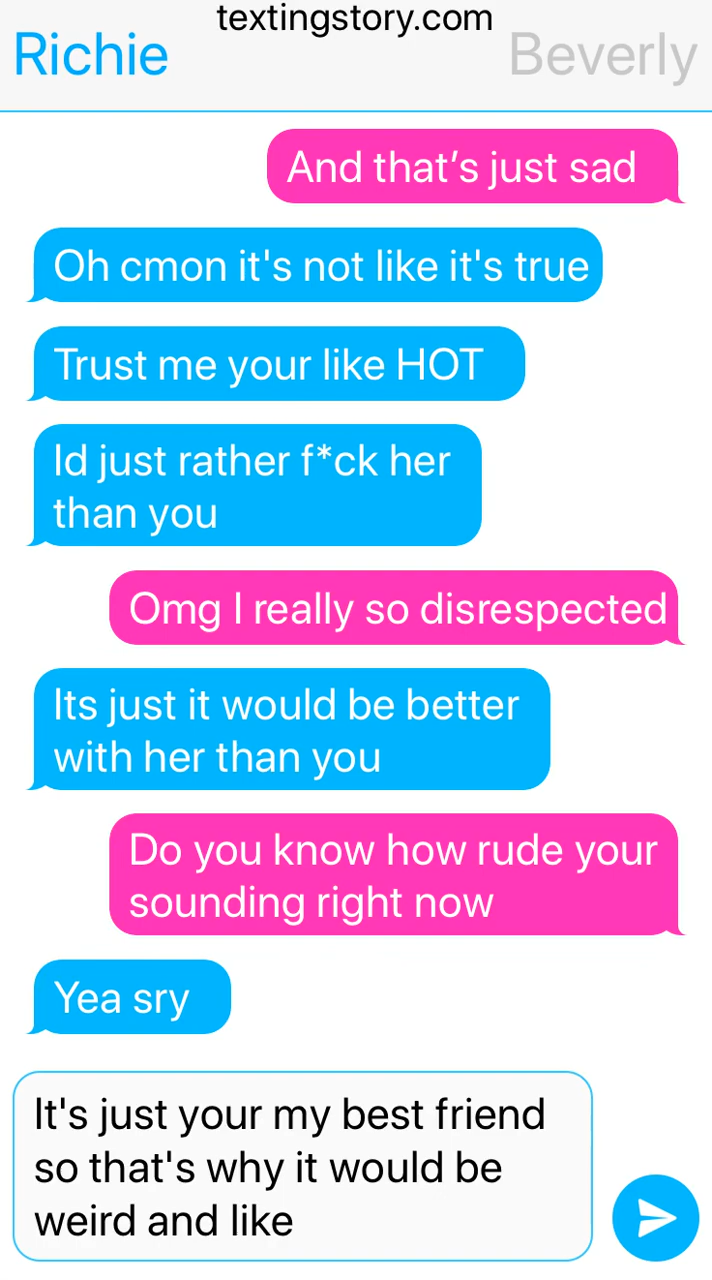 textingstory.com
Richie
Beverly
And that’s just sad
Oh cmon it's not like it's true
Trust me your like HOT
Id just rather f*ck her
than you
Omg I really so disrespected
Its just it would be better
with her than you
Do you know how rude your
sounding right now
Yea sry
It's just your my best friend
so that's why it would be
weird and like